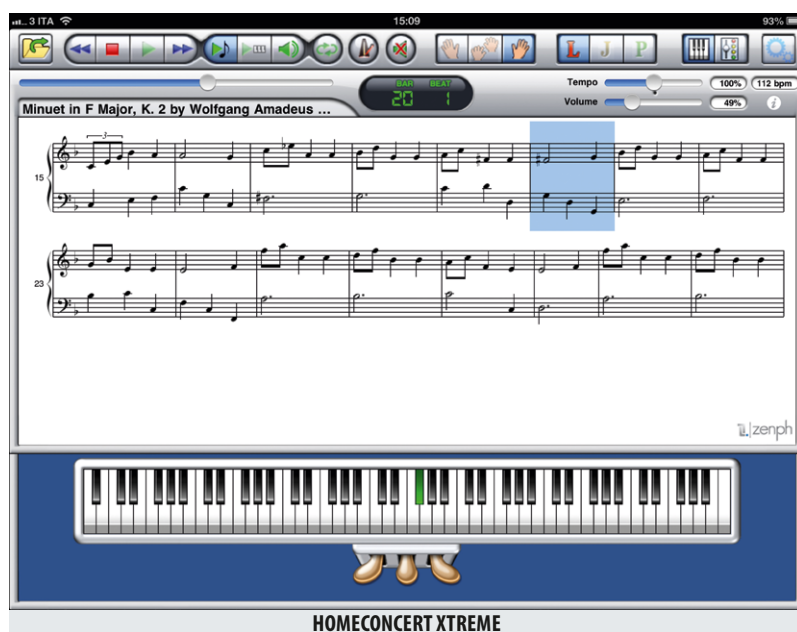 3 ITA 15:09 93%
L J P
BAR BEAT
20 1
Tempo 100% 112 bpm
Volume 49% i
Minuet in F Major, K. 2 by Wolfgang Amadeus ...
3
15
23
zenph
HOMECONCERT XTREME